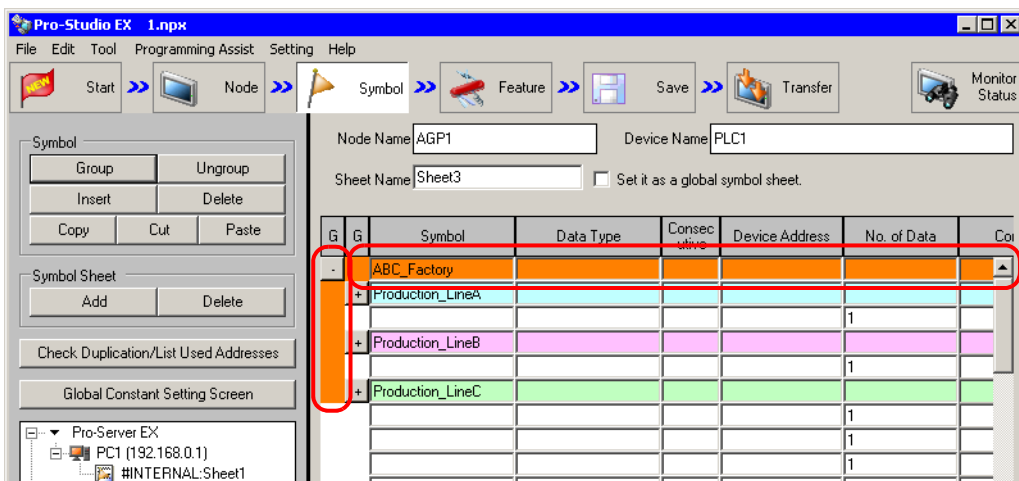 Pro-Studio EX 1.npx
File Edit Tool Programming Assist Setting Help
NEW Start Node Symbol Feature Save Transfer Monitor Status
Symbol
Group Ungroup
Insert Delete
Copy Cut Paste
Symbol Sheet
Add Delete
Check Duplication/List Used Addresses
Global Constant Setting Screen
Pro-Server EX
PC1 (192.168.0.1)
#INTERNAL:Sheet1
Node Name AGP1 Device Name PLC1
Sheet Name Sheet3 Set it as a global symbol sheet.
G G Symbol Data Type Consecutive Device Address No. of Data Co
- ABC_Factory
+ Production_LineA
1
+ Production_LineB
1
+ Production_LineC
1
1
1